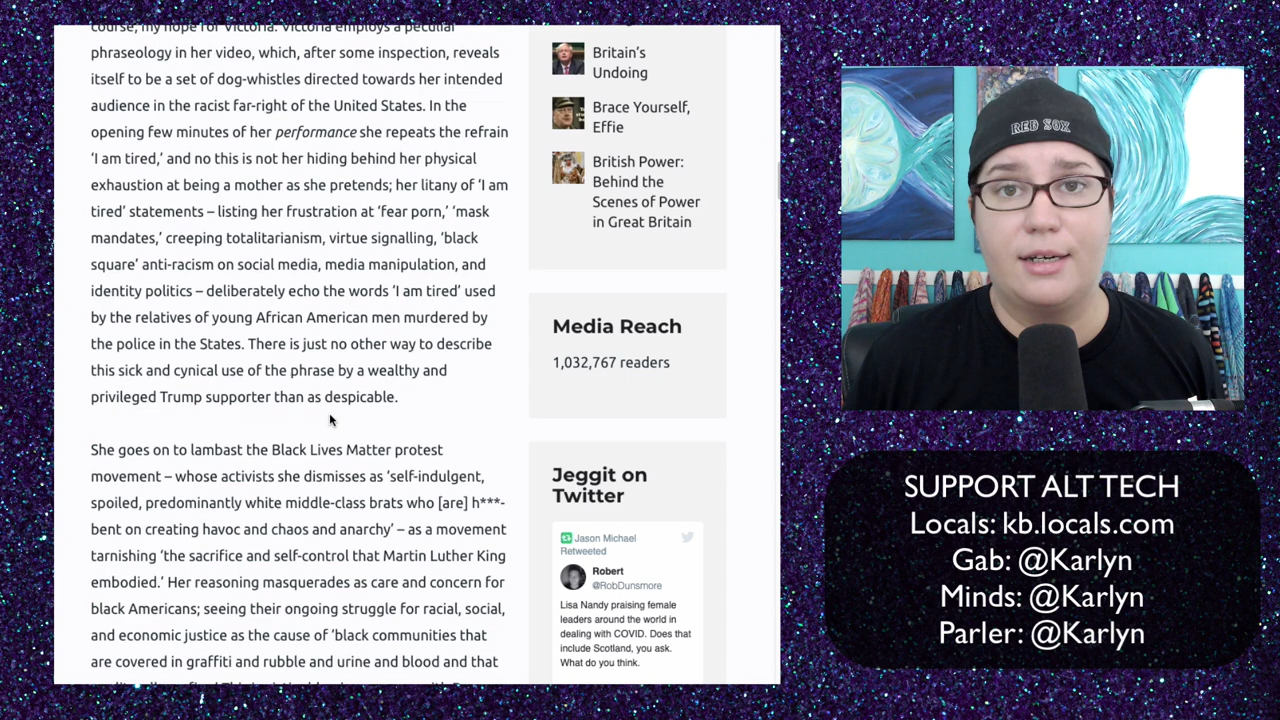 course, my hope for Victoria. Victoria employs a peculiar
phraseology in her video, which, after some inspection, reveals
itself to be a set of dog-whistles directed towards her intended
audience in the racist far-right of the United States. In the
opening few minutes of her performance she repeats the refrain
‘I am tired,’ and no this is not her hiding behind her physical
exhaustion at being a mother as she pretends; her litany of ‘I am
tired’ statements – listing her frustration at ‘fear porn,’ ‘mask
mandates,’ creeping totalitarianism, virtue signalling, ‘black
square’ anti-racism on social media, media manipulation, and
identity politics – deliberately echo the words ‘I am tired’ used
by the relatives of young African American men murdered by
the police in the States. There is just no other way to describe
this sick and cynical use of the phrase by a wealthy and
privileged Trump supporter than as despicable.
She goes on to lambast the Black Lives Matter protest
movement – whose activists she dismisses as ‘self-indulgent,
spoiled, predominantly white middle-class brats who [are] h***-
bent on creating havoc and chaos and anarchy’ – as a movement
tarnishing ‘the sacrifice and self-control that Martin Luther King
embodied.’ Her reasoning masquerades as care and concern for
black Americans; seeing their ongoing struggle for racial, social,
and economic justice as the cause of ‘black communities that
are covered in graffiti and rubble and urine and blood and that
Britain’s
Undoing
Brace Yourself,
Effie
British Power:
Behind the
Scenes of Power
in Great Britain
Media Reach
1,032,767 readers
Jeggit on
Twitter
Jason Michael
Retweeted
Robert
@RobDunsmore
Lisa Nandy praising female
leaders around the world in
dealing with COVID. Does that
include Scotland, you ask.
What do you think.
RED SOX
SUPPORT ALT TECH
Locals: kb.locals.com
Gab: @Karlyn
Minds: @Karlyn
Parler: @Karlyn